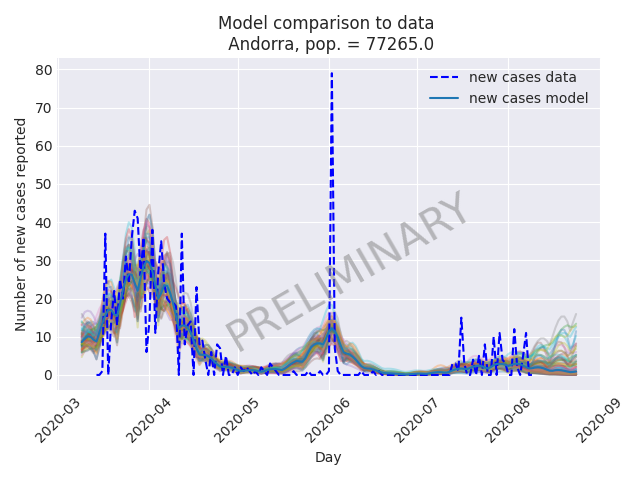 Model comparison to data
Andorra, pop. = 77265.0
80
70
60
50
40
30
20
10
0
Number of new cases reported
new cases data
new cases model
PRELIMINARY
2020-03
2020-04
2020-05
2020-06
2020-07
2020-08
2020-09
Day